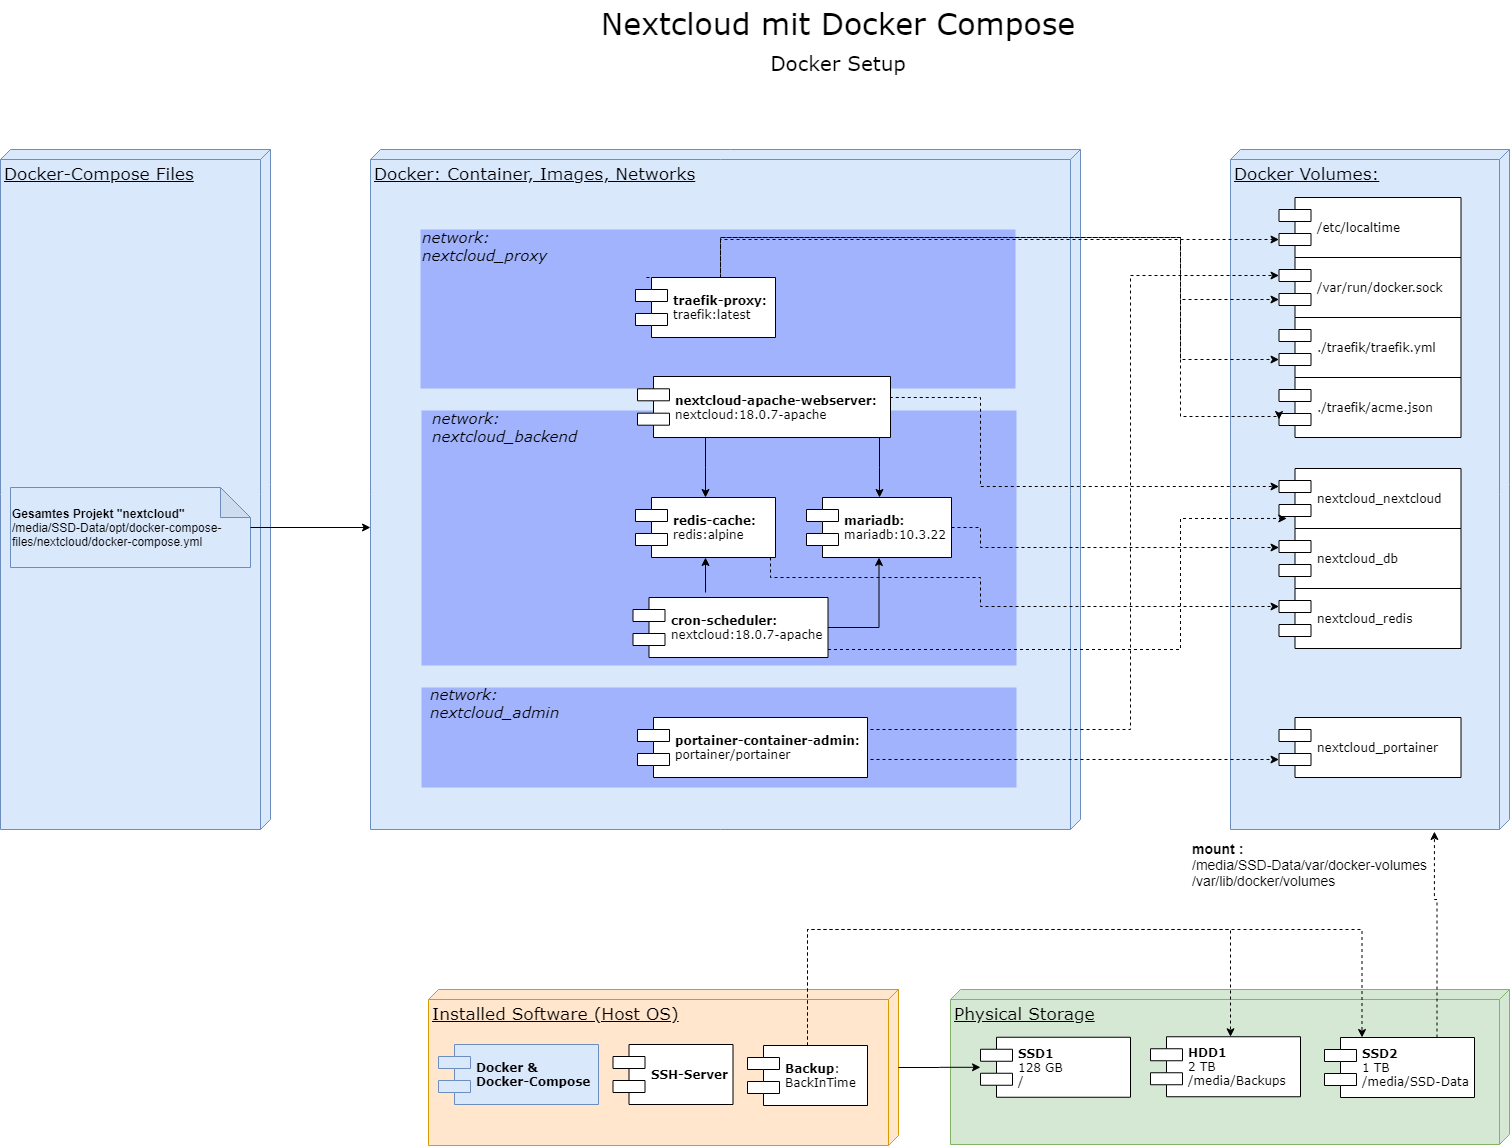 Nextcloud mit Docker Compose
Docker Setup
Docker-Compose Files
Gesamtes Projekt "nextcloud"
/media/SSD-Data/opt/docker-compose-
files/nextcloud/docker-compose.yml
Docker: Container, Images, Networks
network:
nextcloud_proxy
traefik-proxy:
traefik:latest
nextcloud-apache-webserver:
nextcloud:18.0.7-apache
network:
nextcloud_backend
redis-cache:
redis:alpine
mariadb:
mariadb:10.3.22
cron-scheduler:
nextcloud:18.0.7-apache
network:
nextcloud_admin
portainer-container-admin:
portainer/portainer
Docker Volumes:
/etc/localtime
/var/run/docker.sock
./traefik/traefik.yml
./traefik/acme.json
nextcloud_nextcloud
nextcloud_db
nextcloud_redis
nextcloud_portainer
mount :
/media/SSD-Data/var/docker-volumes
/var/lib/docker/volumes
Installed Software (Host OS)
Docker &
Docker-Compose
SSH-Server
Backup:
BackInTime
Physical Storage
SSD1
128 GB
/
HDD1
2 TB
/media/Backups
SSD2
1 TB
/media/SSD-Data